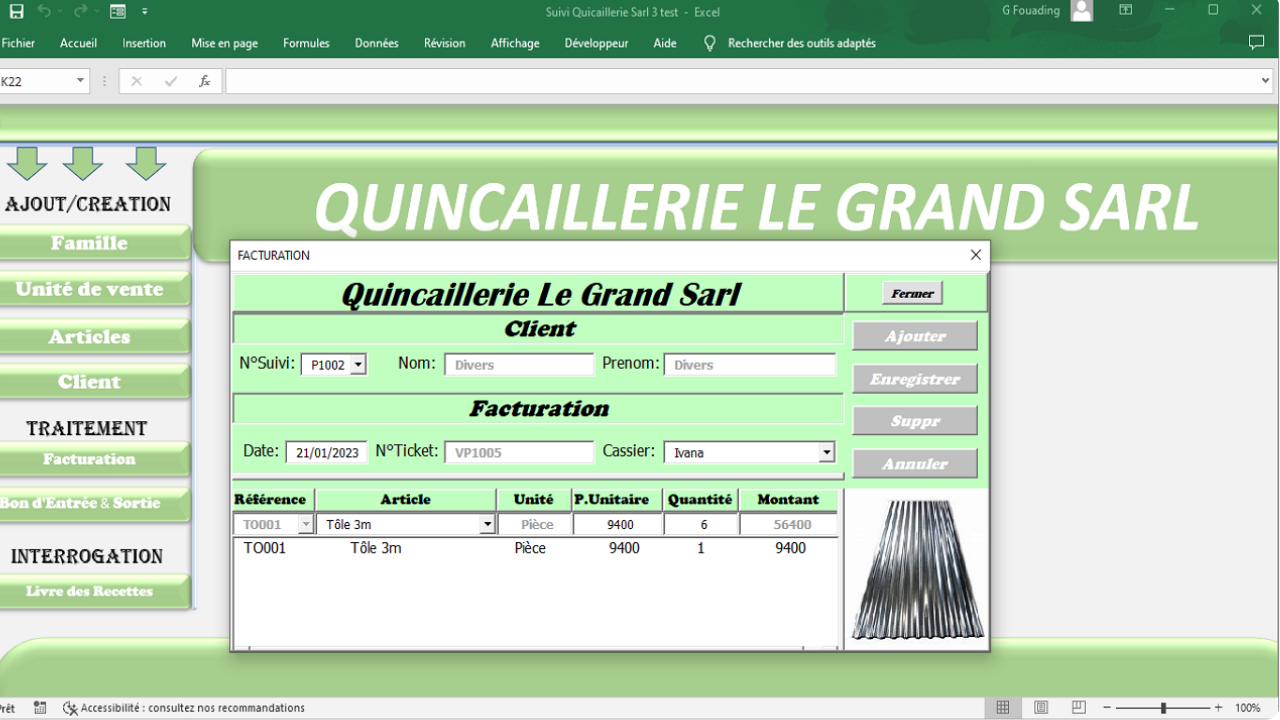 Suivi Quicaillerie Sarl 3 test - Excel
G Fouading
Fichier Accueil Insertion Mise en page Formules Données Révision Affichage Développeur Aide Rechercher des outils adaptés
K22 fx
QUINCAILLERIE LE GRAND SARL
AJOUT/CREATION
Famille
Unité de vente
Articles
Client
TRAITEMENT
Facturation
Bon d'Entrée & Sortie
INTERROGATION
Livre des Recettes
FACTURATION
Quincaillerie Le Grand Sarl
Fermer
Client
Ajouter
N°Suivi: P1002 Nom: Divers Prenom: Divers
Enregistrer
Facturation
Suppr
Date: 21/01/2023 N°Ticket: VP1005 Cassier: Ivana
Annuler
Référence Article Unité P.Unitaire Quantité Montant
TO001 Tôle 3m Pièce 9400 6 56400
TO001 Tôle 3m Pièce 9400 1 9400
Prêt Accessibilité : consultez nos recommandations
100%